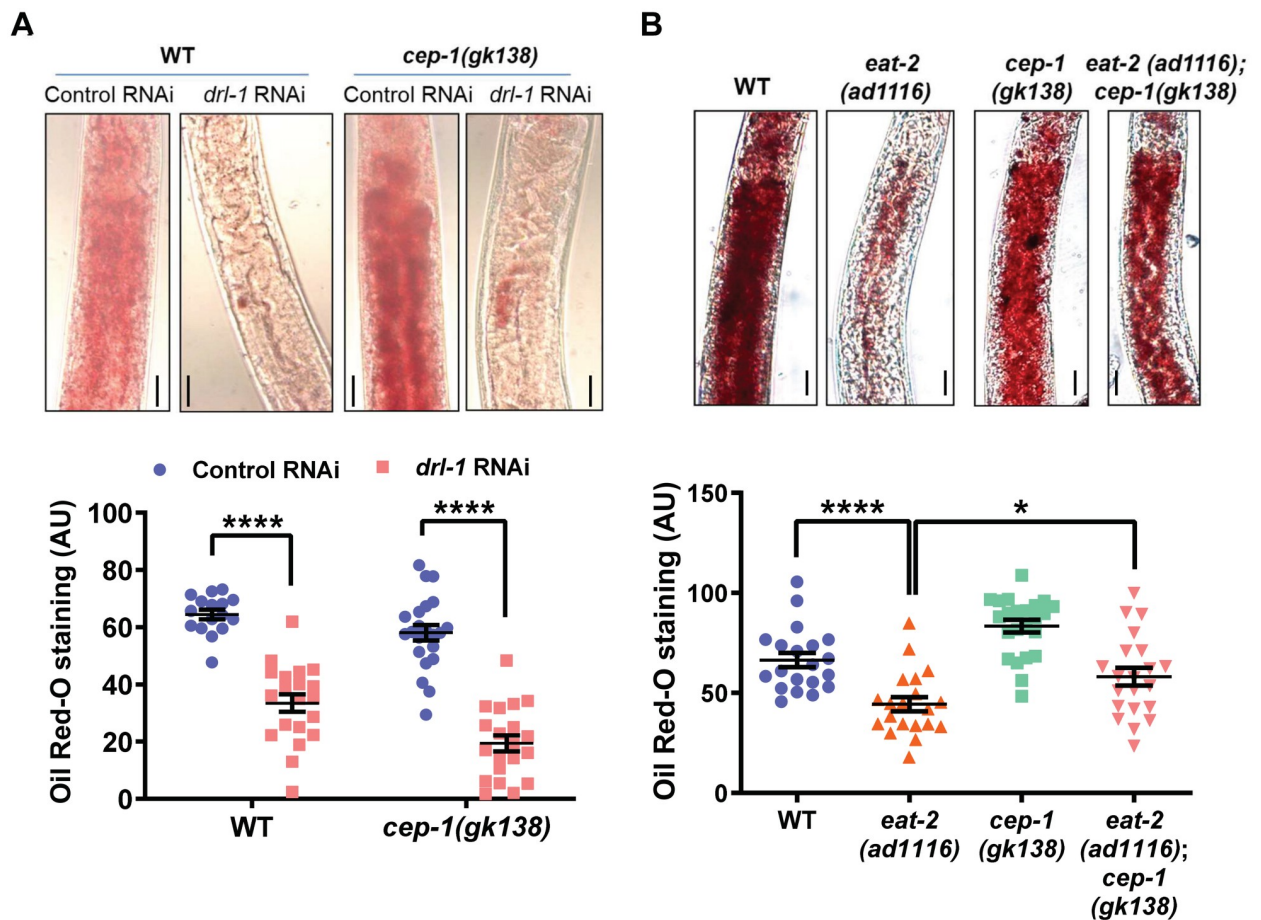 A
WT
cep-1(gk138)
Control RNAi
drl-1 RNAi
Control RNAi
drl-1 RNAi
Control RNAi
drl-1 RNAi
Oil Red-O staining (AU)
100
80
60
40
20
0
****
****
WT
cep-1(gk138)
B
WT
eat-2
(ad1116)
cep-1
(gk138)
eat-2 (ad1116);
cep-1(gk138)
Oil Red-O staining (AU)
150
100
50
0
****
*
WT
eat-2
(ad1116)
cep-1
(gk138)
eat-2
(ad1116);
cep-1
(gk138)